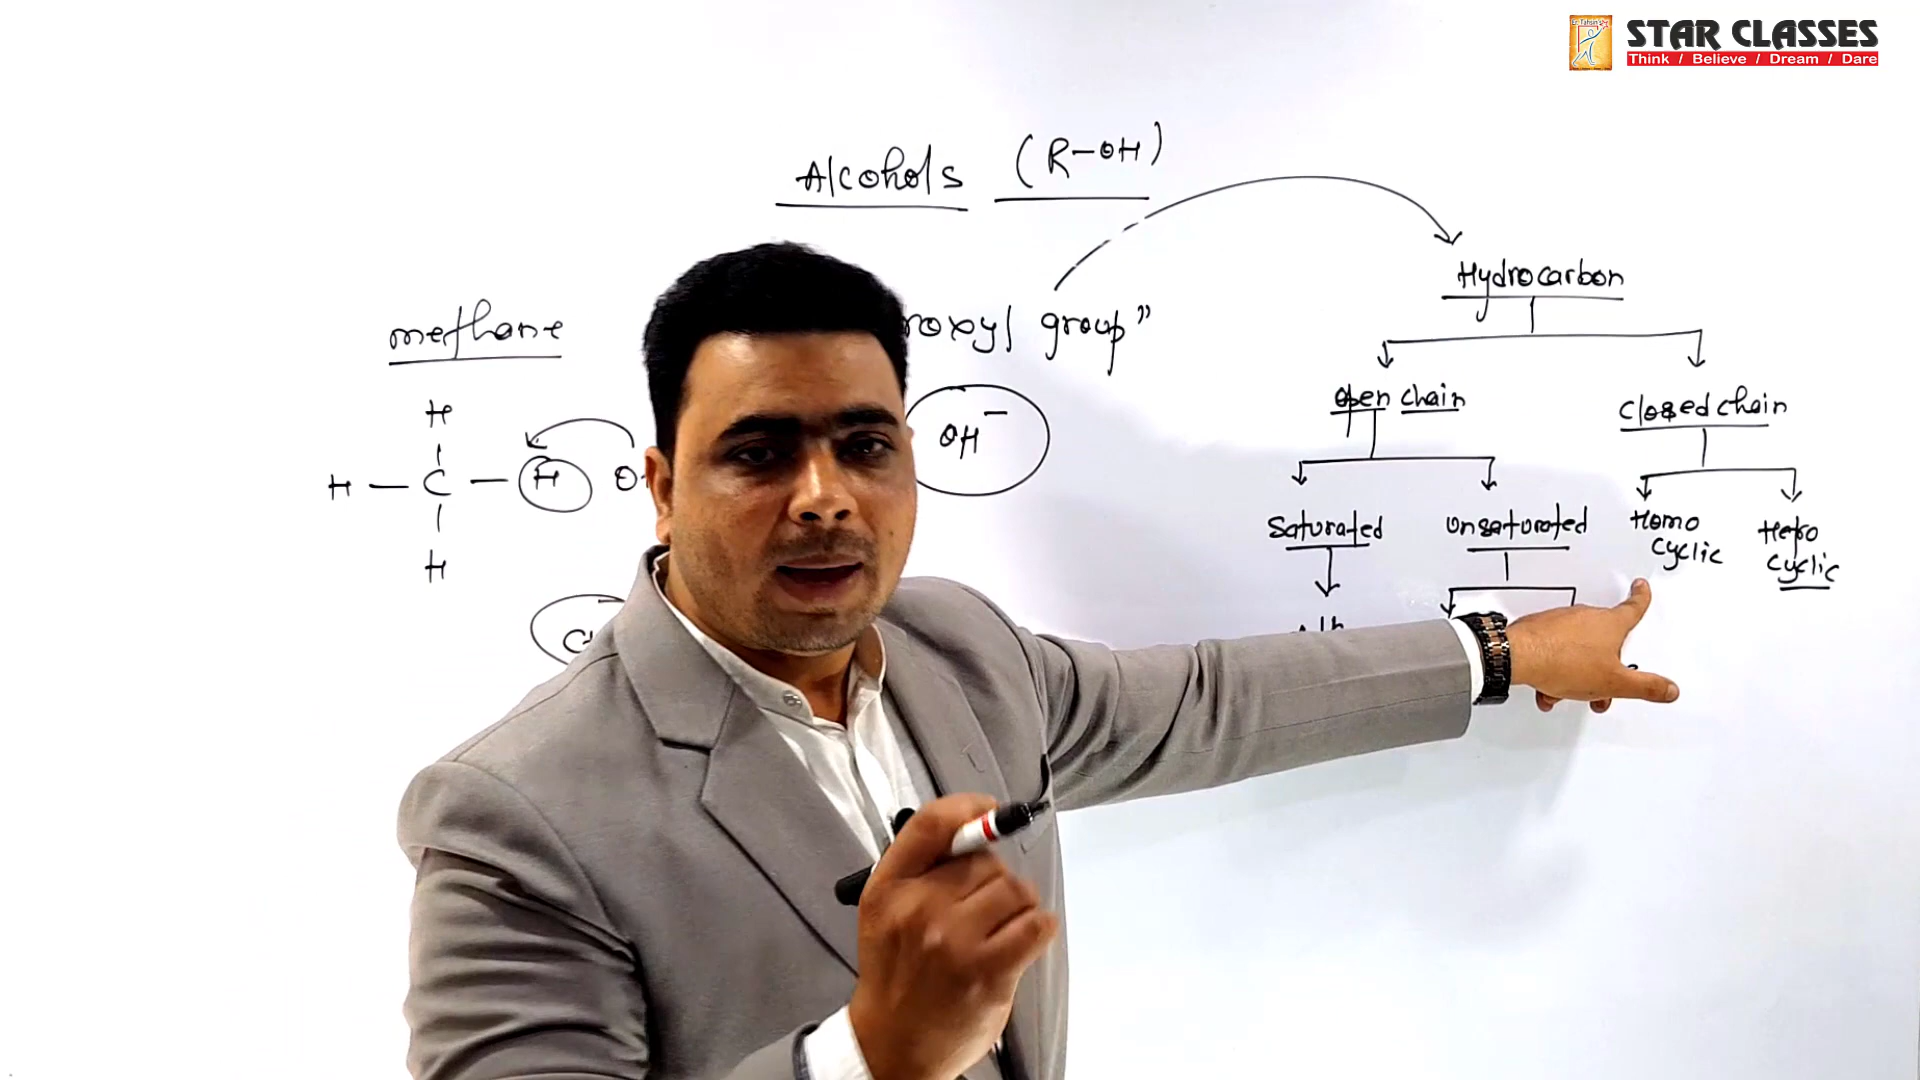 STAR CLASSES
Think / Believe / Dream / Dare
Alcohols (R-OH)
Hydrocarbon
methane
roxyl group”
open chain
Closed chain
H
OH⁻
H — C — H
Saturated
Unsaturated
Homo
cyclic
Hetro
cyclic
H